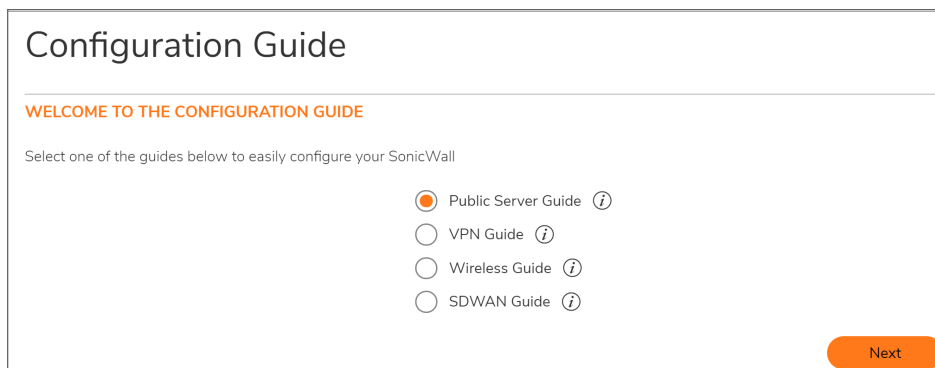 Configuration Guide
WELCOME TO THE CONFIGURATION GUIDE
Select one of the guides below to easily configure your SonicWall
Public Server Guide i
VPN Guide i
Wireless Guide i
SDWAN Guide i
Next